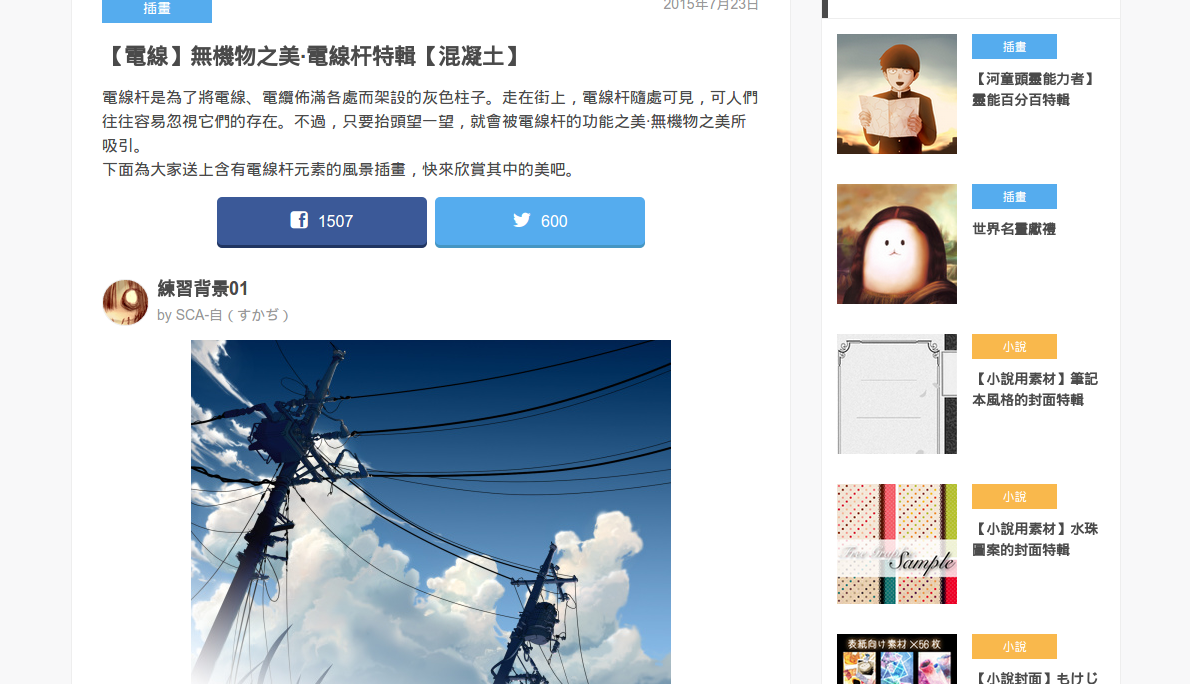 插畫
2015年7月23日
【電線】無機物之美·電線杆特輯【混凝土】
電線杆是為了將電線、電纜佈滿各處而架設的灰色柱子。走在街上，電線杆隨處可見，可人們
往往容易忽視它們的存在。不過，只要抬頭望一望，就會被電線杆的功能之美·無機物之美所
吸引。
下面為大家送上含有電線杆元素的風景插畫，快來欣賞其中的美吧。
1507
600
練習背景01
by SCA-自（すかぢ）
插畫
【河童頭靈能力者】
靈能百分百特輯
插畫
世界名畫獻禮
小說
【小說用素材】筆記
本風格的封面特輯
小說
【小說用素材】水珠
圖案的封面特輯
Sample
表紙向け素材×56枚
小說
【小說封面】もけじ